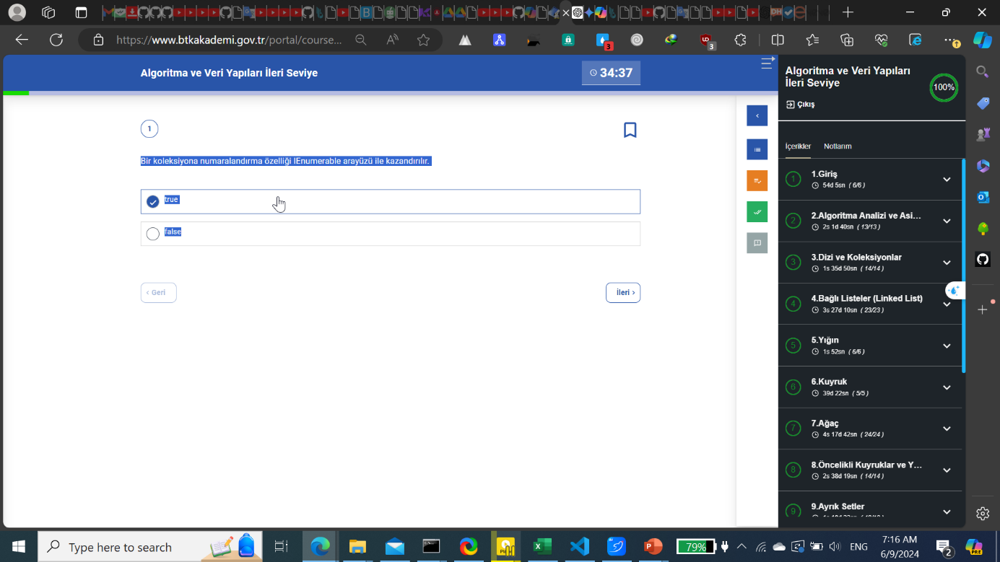 https://www.btkakademi.gov.tr/portal/course...
3
3
Algoritma ve Veri Yapıları İleri Seviye
34:37
1
Bir koleksiyona numaralandırma özelliği IEnumerable arayüzü ile kazandırılır.
true
false
‹ Geri
İleri ›
Algoritma ve Veri Yapıları
İleri Seviye
100%
Çıkış
İçerikler Notlarım
1 1.Giriş
54d 5sn (6/6)
2 2.Algoritma Analizi ve Asi...
2s 1d 40sn (13/13)
3 3.Dizi ve Koleksiyonlar
1s 35d 50sn (14/14)
4 4.Bağlı Listeler (Linked List)
3s 27d 10sn (23/23)
5 5.Yığın
1s 52sn (6/6)
6 6.Kuyruk
39d 22sn (5/5)
7 7.Ağaç
4s 17d 42sn (24/24)
8 8.Öncelikli Kuyruklar ve Y...
2s 38d 19sn (14/14)
9 9.Ayrık Setler
Type here to search
79%
ENG
7:16 AM
6/9/2024
2
PRE